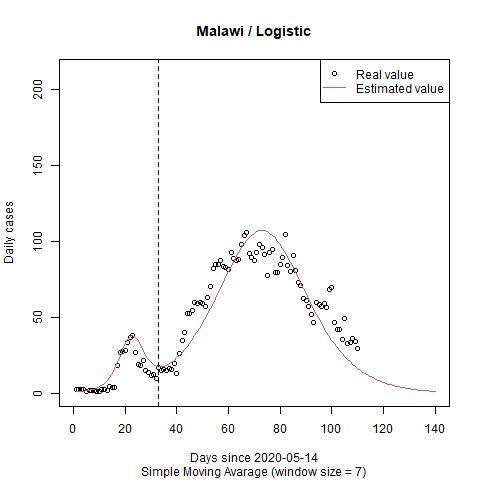 Malawi / Logistic
Real value
Estimated value
Daily cases
200
150
100
50
0
0 20 40 60 80 100 120 140
Days since 2020-05-14
Simple Moving Avarage (window size = 7)